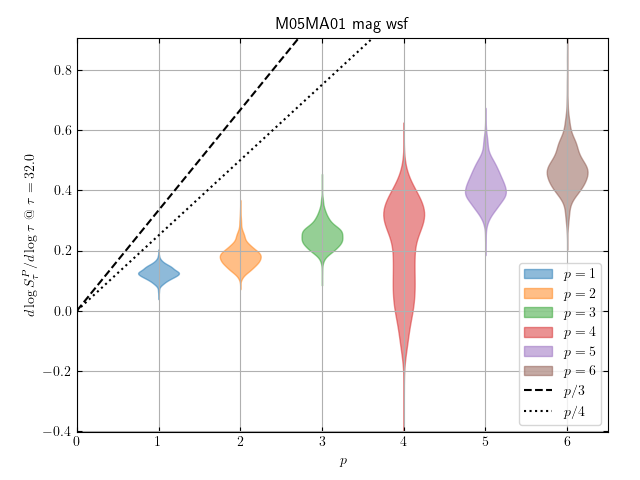 M05MA01 mag wsf
d log S_τ^P / d log τ @ τ = 32.0
0.8
0.6
0.4
0.2
0.0
−0.2
−0.4
0 1 2 3 4 5 6
p
p = 1
p = 2
p = 3
p = 4
p = 5
p = 6
p/3
p/4